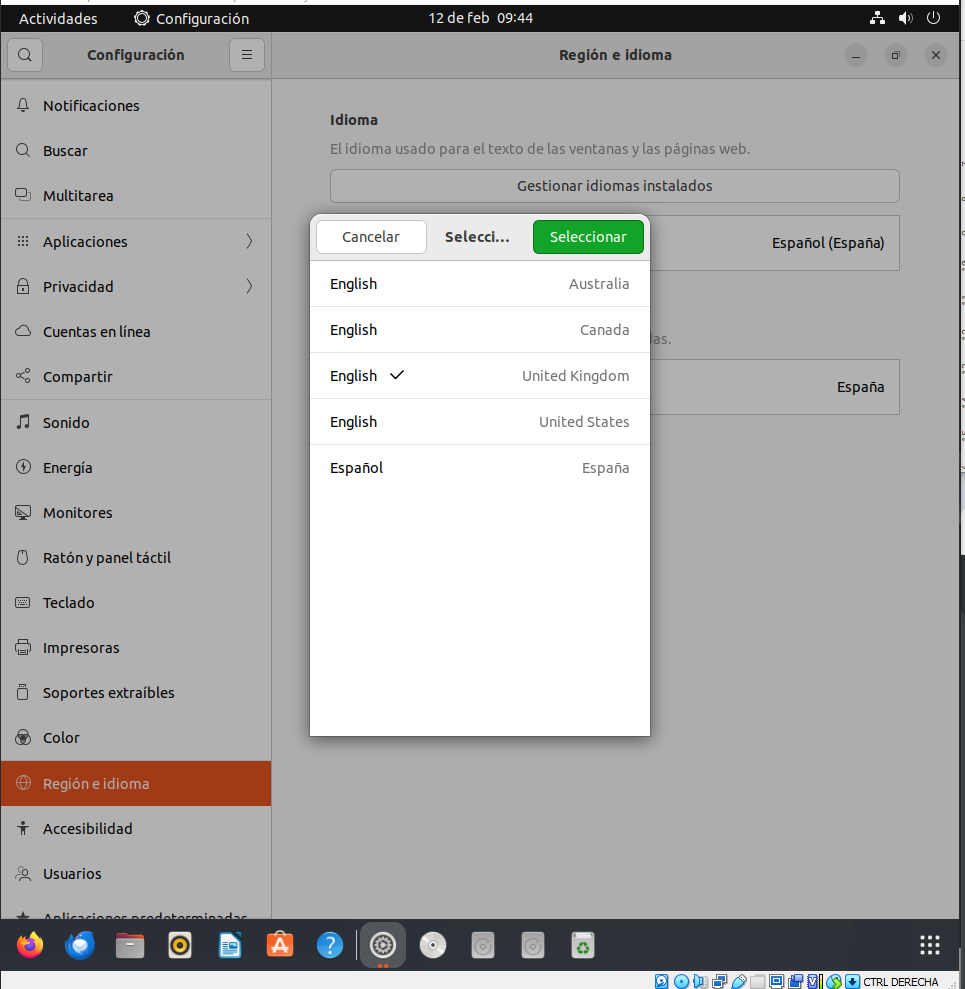 Actividades Configuración 12 de feb 09:44
Configuración Región e idioma
Notificaciones
Buscar
Multitarea
Aplicaciones
Privacidad
Cuentas en línea
Compartir
Sonido
Energía
Monitores
Ratón y panel táctil
Teclado
Impresoras
Soportes extraíbles
Color
Región e idioma
Accesibilidad
Usuarios
Aplicaciones predeterminadas
Idioma
El idioma usado para el texto de las ventanas y las páginas web.
Gestionar idiomas instalados
Español (España)
das.
España
Cancelar Selecci... Seleccionar
English Australia
English Canada
English United Kingdom
English United States
Español España
CTRL DERECHA